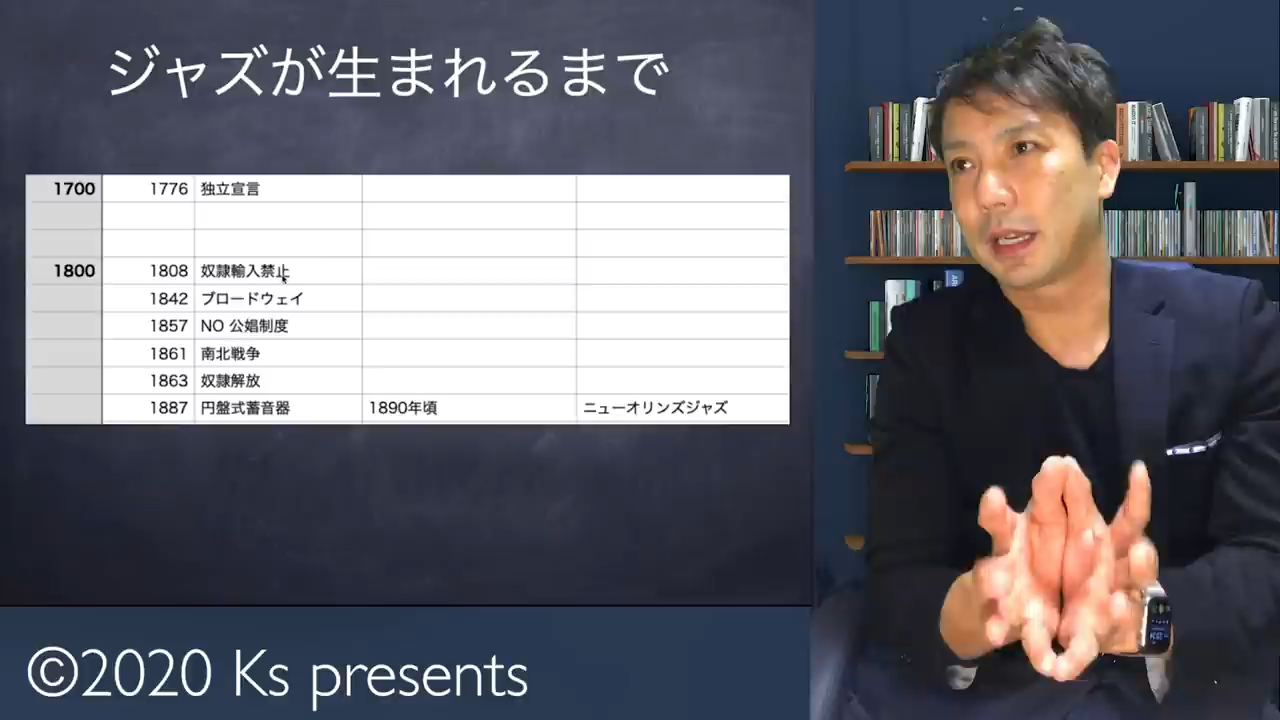 ジャズが生まれるまで
1700 1776 独立宣言
1800 1808 奴隷輸入禁止
1842 ブロードウェイ
1857 NO 公娼制度
1861 南北戦争
1863 奴隷解放
1887 円盤式蓄音器 1890年頃 ニューオリンズジャズ
©2020 Ks presents